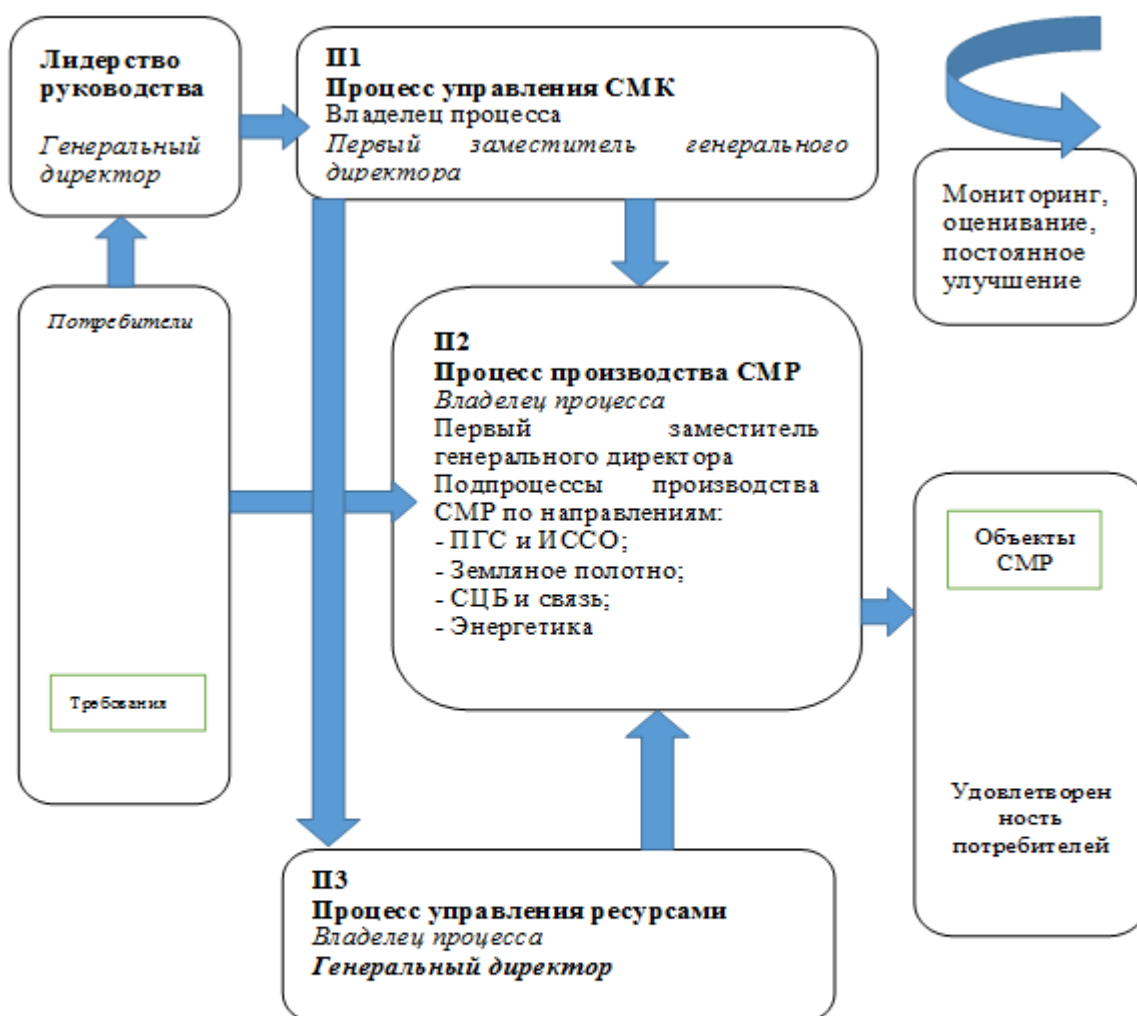 Лидерство
руководства
Генеральный
директор
П1
Процесс управления СМК
Владелец процесса
Первый заместитель генерального
директора
Мониторинг,
оценивание,
постоянное
улучшение
Потребители
Требования
П2
Процесс производства СМР
Владелец процесса
Первый заместитель
генерального директора
Подпроцессы производства
СМР по направлениям:
- ПГС и ИССО;
- Земляное полотно;
- СЦБ и связь;
- Энергетика
Объекты
СМР
Удовлетворен
ность
потребителей
П3
Процесс управления ресурсами
Владелец процесса
Генеральный директор